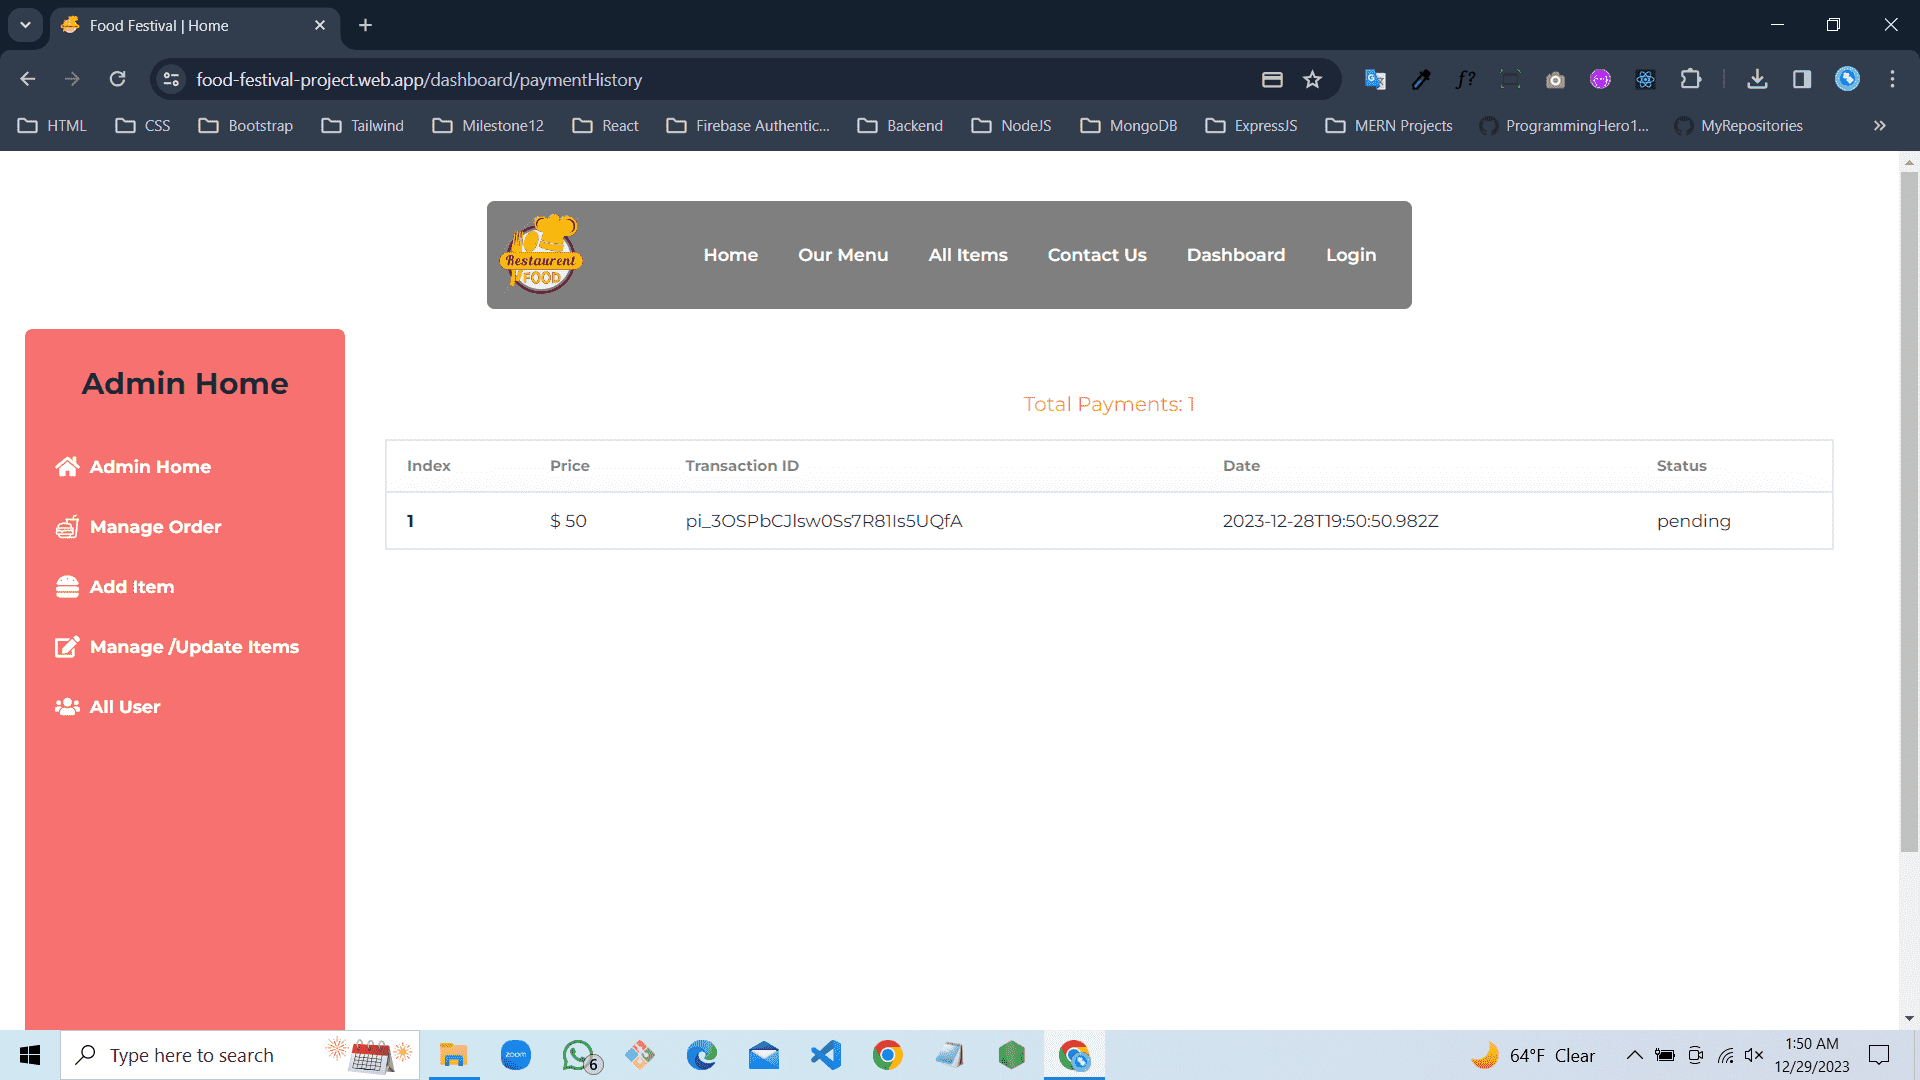 Food Festival | Home
food-festival-project.web.app/dashboard/paymentHistory
HTML CSS Bootstrap Tailwind Milestone12 React Firebase Authentic... Backend NodeJS MongoDB ExpressJS MERN Projects ProgrammingHero1... MyRepositories
Restaurent
FOOD
Home Our Menu All Items Contact Us Dashboard Login
Admin Home
Admin Home
Manage Order
Add Item
Manage /Update Items
All User
Total Payments: 1
Index Price Transaction ID Date Status
1 $ 50 pi_3OSPbCJlsw0Ss7R81Is5UQfA 2023-12-28T19:50:50.982Z pending
Type here to search
zoom
6
64°F Clear
1:50 AM
12/29/2023